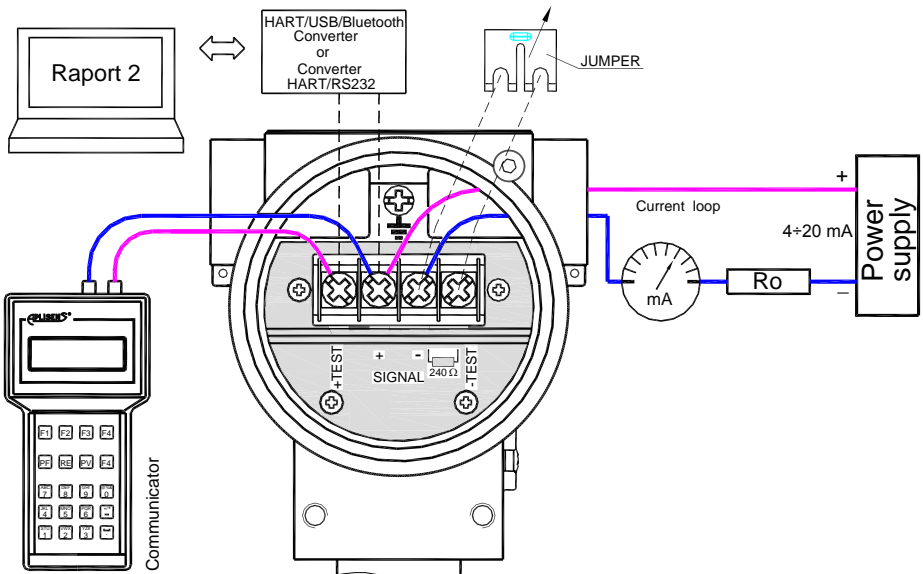 Raport 2
HART/USB/Bluetooth
Converter
or
Converter
HART/RS232
JUMPER
+
Current loop
4÷20 mA
Power
supply
mA
Ro
–
APLISENS®
+TEST
+
-
SIGNAL
240 Ω
-TEST
F1 F2 F3 F4
PF RE PV F4
7 8 9 0
4 5 6
1 2 3
Communicator